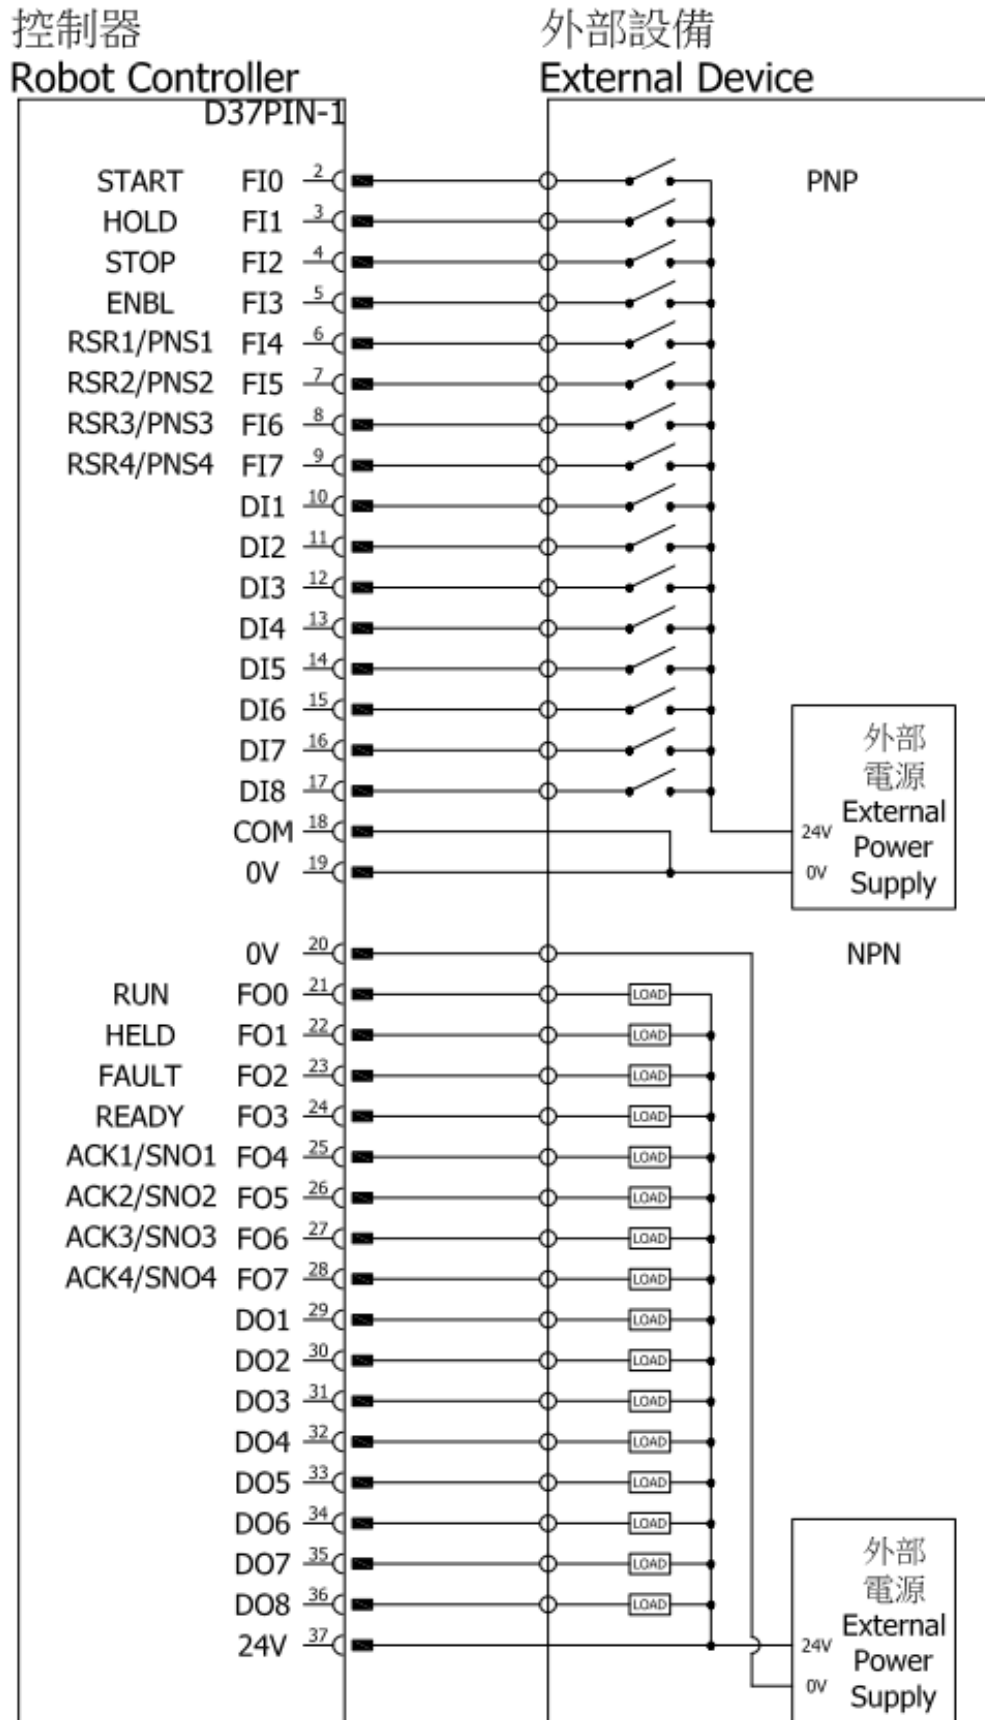 控制器
Robot Controller
外部設備
External Device
D37PIN-1
START FI0 2 PNP
HOLD FI1 3
STOP FI2 4
ENBL FI3 5
RSR1/PNS1 FI4 6
RSR2/PNS2 FI5 7
RSR3/PNS3 FI6 8
RSR4/PNS4 FI7 9
DI1 10
DI2 11
DI3 12
DI4 13
DI5 14
DI6 15
DI7 16
DI8 17
COM 18
0V 19
外部
電源
External
Power
Supply
24V
0V
0V 20 NPN
RUN FO0 21 LOAD
HELD FO1 22 LOAD
FAULT FO2 23 LOAD
READY FO3 24 LOAD
ACK1/SNO1 FO4 25 LOAD
ACK2/SNO2 FO5 26 LOAD
ACK3/SNO3 FO6 27 LOAD
ACK4/SNO4 FO7 28 LOAD
DO1 29 LOAD
DO2 30 LOAD
DO3 31 LOAD
DO4 32 LOAD
DO5 33 LOAD
DO6 34 LOAD
DO7 35 LOAD
DO8 36 LOAD
24V 37
外部
電源
External
Power
Supply
24V
0V